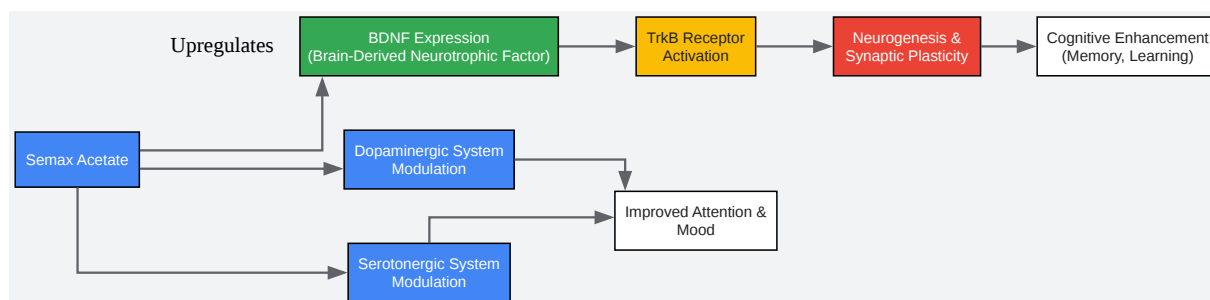 Upregulates
BDNF Expression
(Brain-Derived Neurotrophic Factor)
TrkB Receptor
Activation
Neurogenesis &
Synaptic Plasticity
Cognitive Enhancement
(Memory, Learning)
Semax Acetate
Dopaminergic System
Modulation
Improved Attention &
Mood
Serotonergic System
Modulation